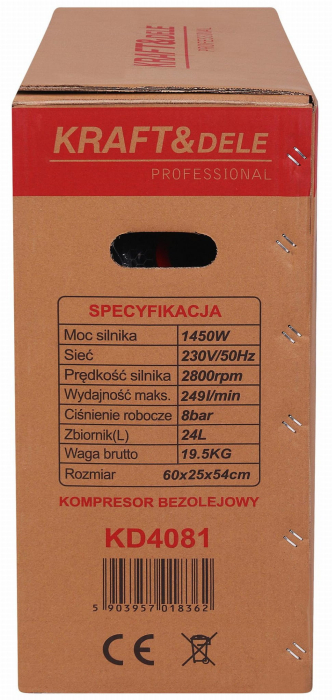 KRAFT&DELE
PROFESSIONAL
SPECYFIKACJA
Moc silnika 1450W
Sieć 230V/50Hz
Prędkość silnika 2800rpm
Wydajność maks. 249l/min
Ciśnienie robocze 8bar
Zbiornik(L) 24L
Waga brutto 19.5KG
Rozmiar 60x25x54cm
KOMPRESOR BEZOLEJOWY
KD4081
5 903957 018362
CE